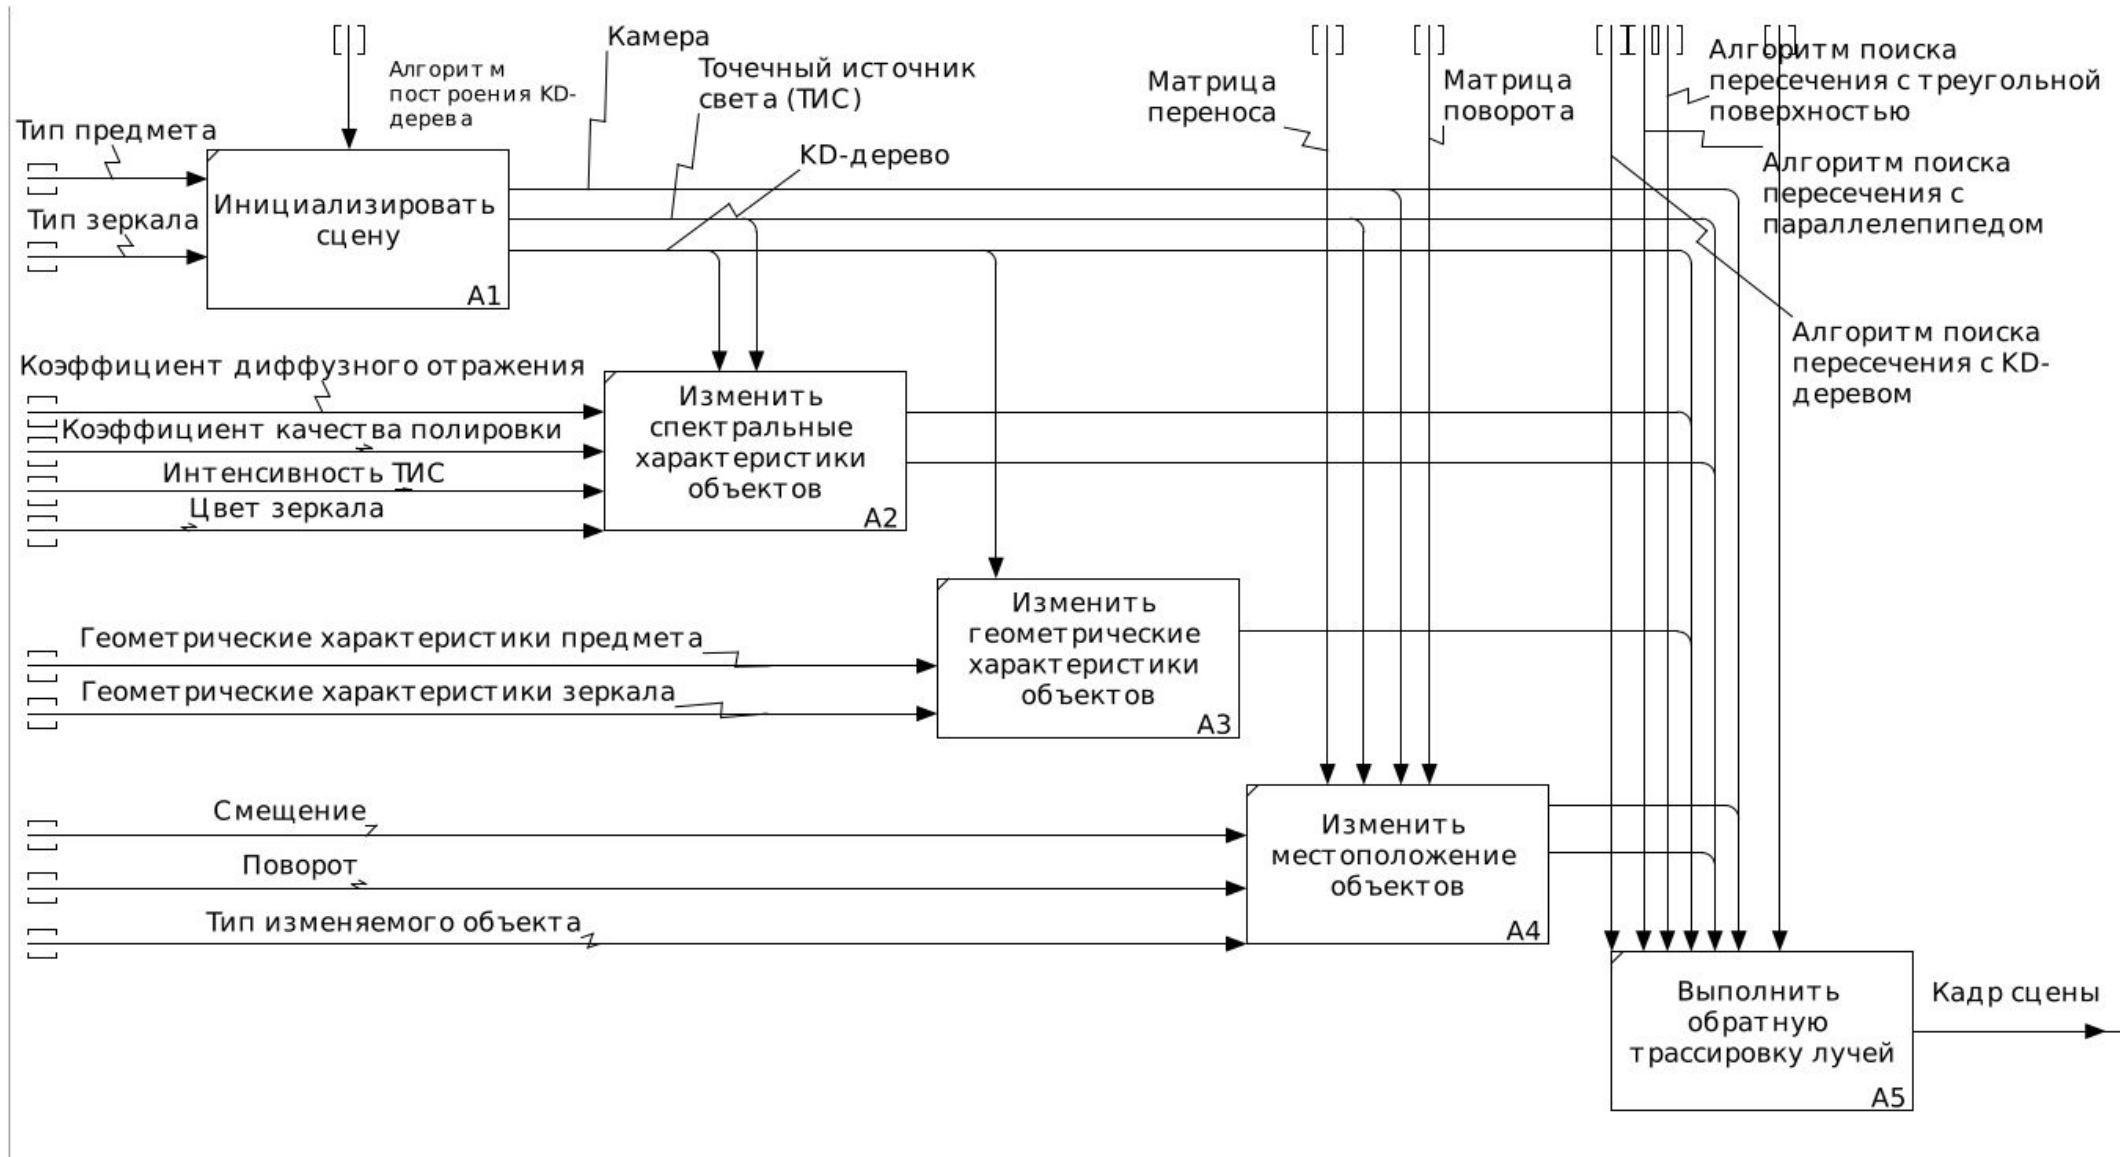 Камера
Точечный источник
света (ТИС)
Алгоритм
построения KD-
дерева
Матрица
переноса
Матрица
поворота
Алгоритм поиска
пересечения с треугольной
поверхностью
Тип предмета
KD-дерево
Алгоритм поиска
пересечения с
параллелепипедом
Тип зеркала
Инициализировать
сцену
A1
Алгоритм поиска
пересечения с KD-
деревом
Коэффициент диффузного отражения
Коэффициент качества полировки
Интенсивность ТИС
Цвет зеркала
Изменить
спектральные
характеристики
объектов
A2
Геометрические характеристики предмета
Геометрические характеристики зеркала
Изменить
геометрические
характеристики
объектов
A3
Смещение
Поворот
Тип изменяемого объекта
Изменить
местоположение
объектов
A4
Выполнить
обратную
трассировку лучей
A5
Кадр сцены